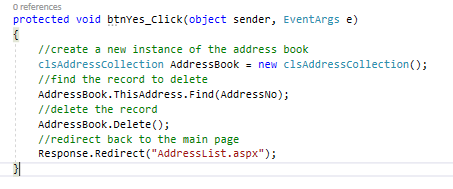 0 references
protected void btnYes_Click(object sender, EventArgs e)
{
//create a new instance of the address book
clsAddressCollection AddressBook = new clsAddressCollection();
//find the record to delete
AddressBook.ThisAddress.Find(AddressNo);
//delete the record
AddressBook.Delete();
//redirect back to the main page
Response.Redirect("AddressList.aspx");
}